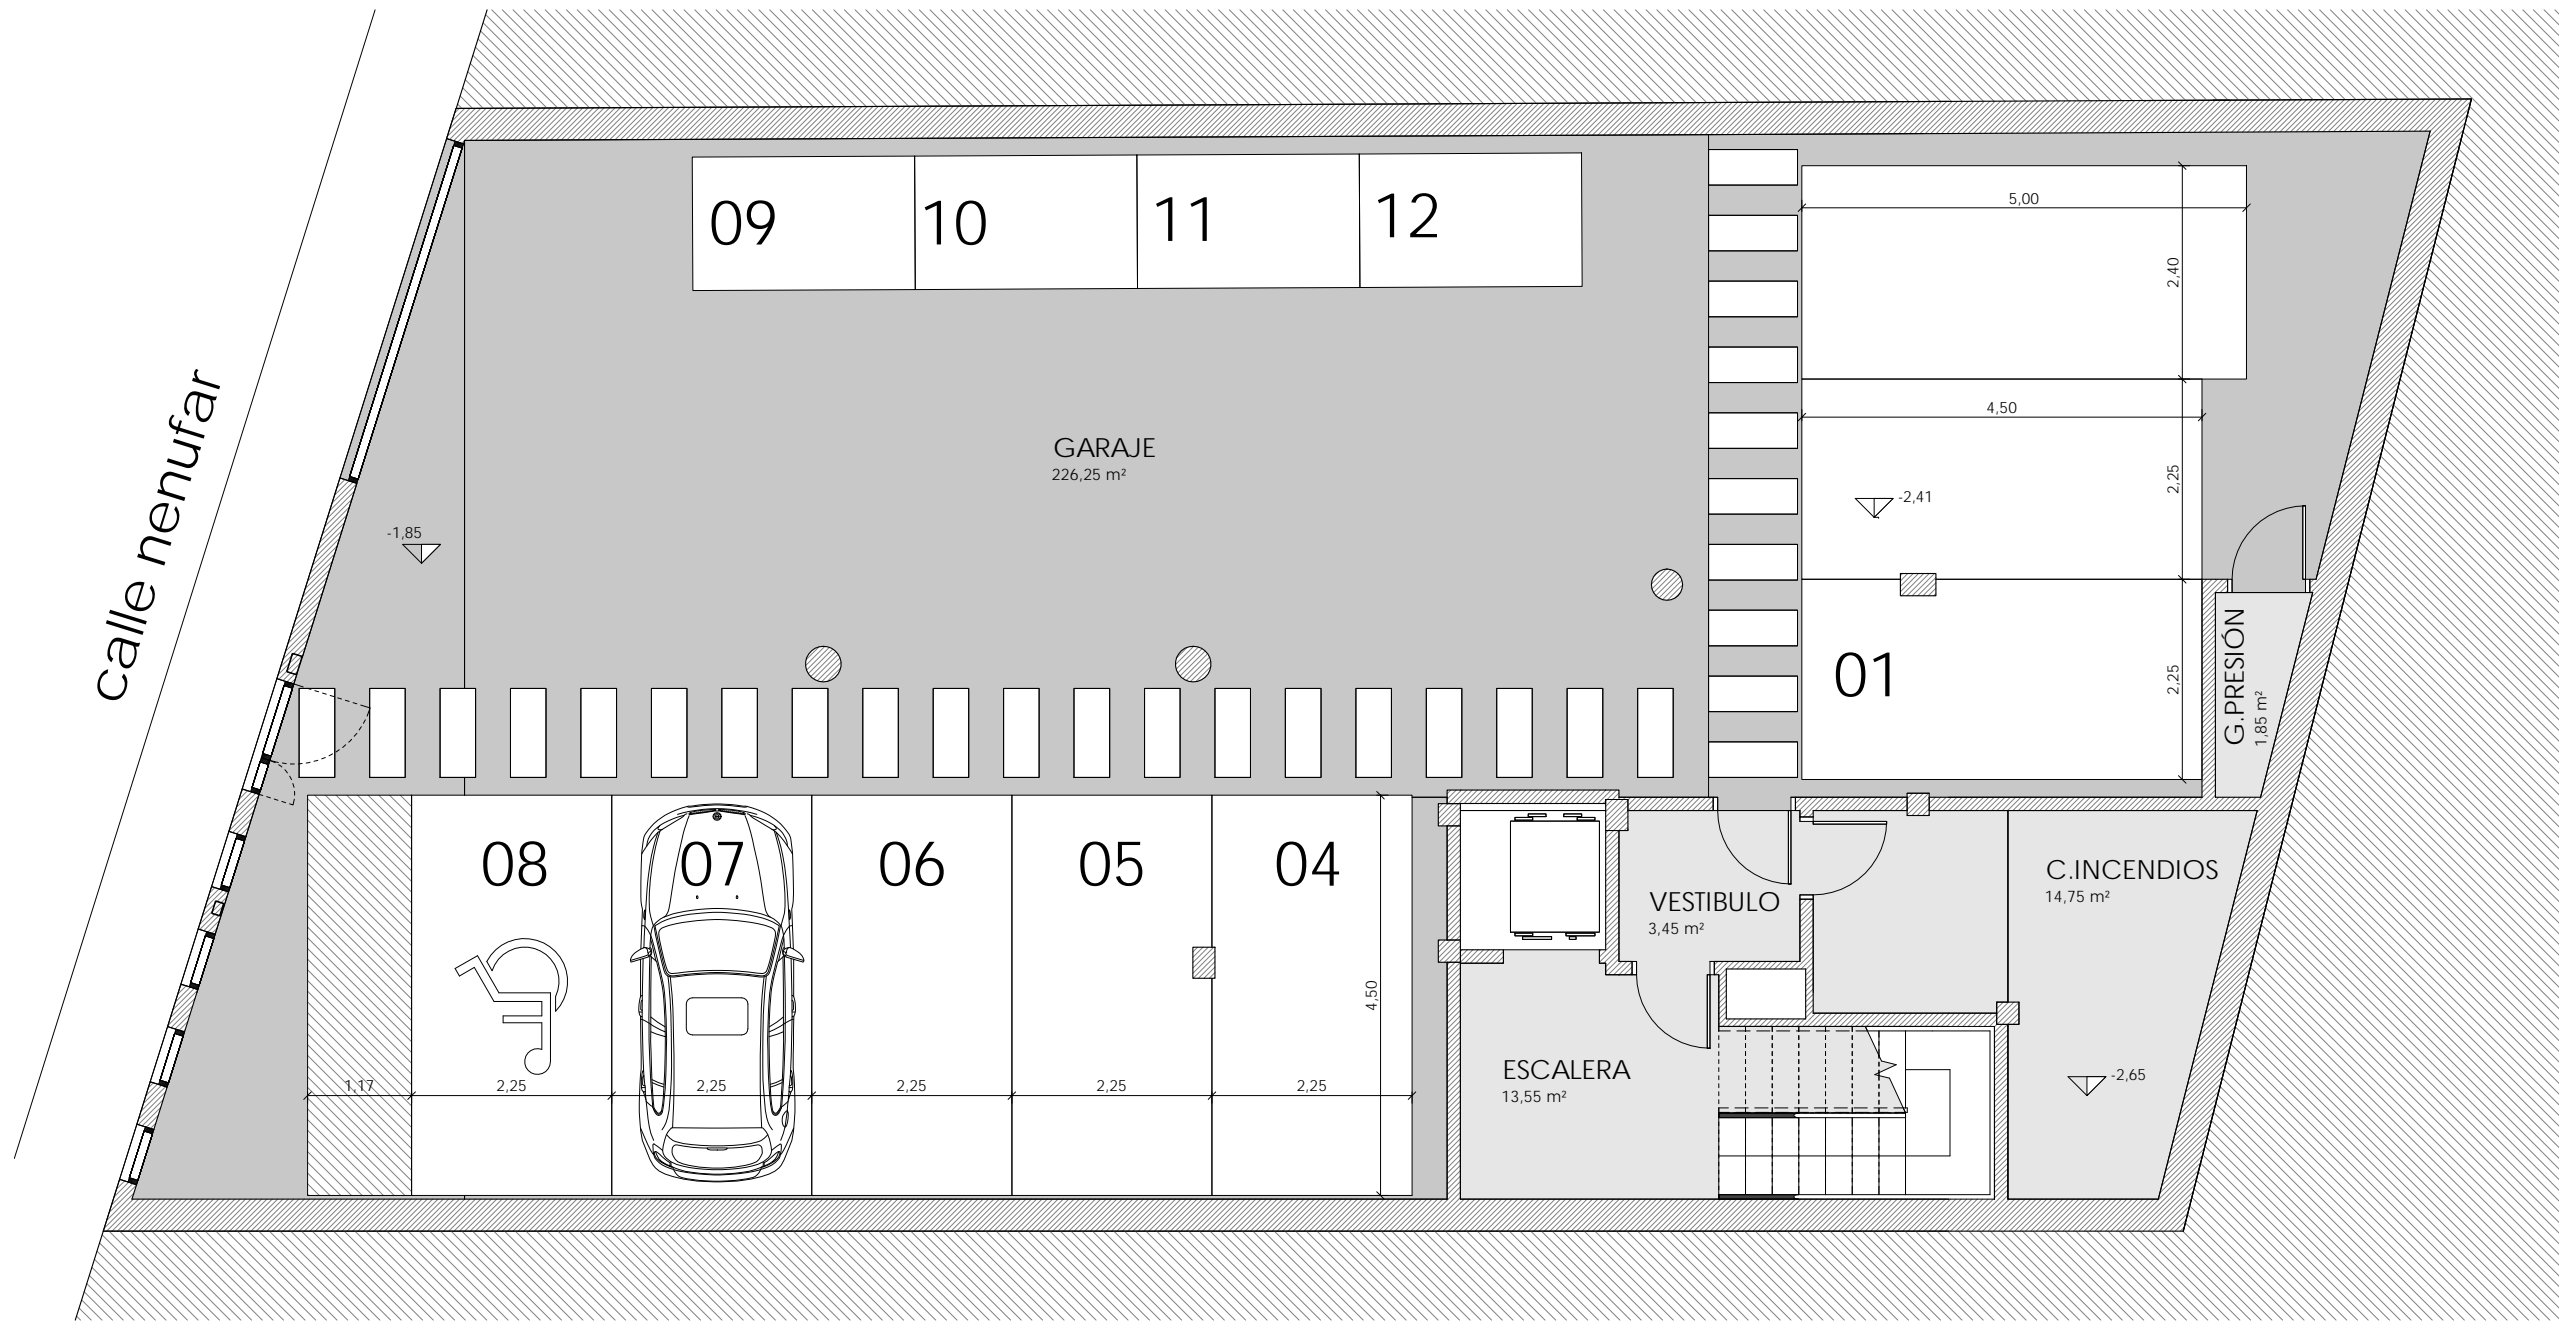 calle nenufar
09
10
11
12
5,00
2,40
4,50
2,25
-2,41
GARAJE
226,25 m²
-1,85
01
2,25
G.PRESIÓN
1,85 m²
08
07
06
05
04
4,50
1,17
2,25
2,25
2,25
2,25
2,25
VESTIBULO
3,45 m²
C.INCENDIOS
14,75 m²
ESCALERA
13,55 m²
-2,65